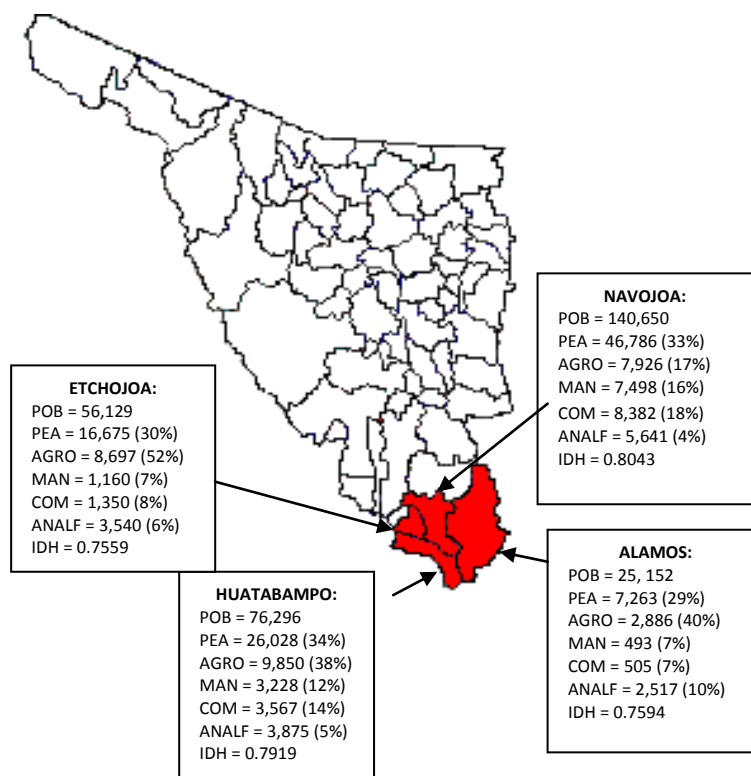 NAVOJOA:
POB = 140,650
PEA = 46,786 (33%)
AGRO = 7,926 (17%)
MAN = 7,498 (16%)
COM = 8,382 (18%)
ANALF = 5,641 (4%)
IDH = 0.8043
ETCHOJOA:
POB = 56,129
PEA = 16,675 (30%)
AGRO = 8,697 (52%)
MAN = 1,160 (7%)
COM = 1,350 (8%)
ANALF = 3,540 (6%)
IDH = 0.7559
ALAMOS:
POB = 25, 152
PEA = 7,263 (29%)
AGRO = 2,886 (40%)
MAN = 493 (7%)
COM = 505 (7%)
ANALF = 2,517 (10%)
IDH = 0.7594
HUATABAMPO:
POB = 76,296
PEA = 26,028 (34%)
AGRO = 9,850 (38%)
MAN = 3,228 (12%)
COM = 3,567 (14%)
ANALF = 3,875 (5%)
IDH = 0.7919